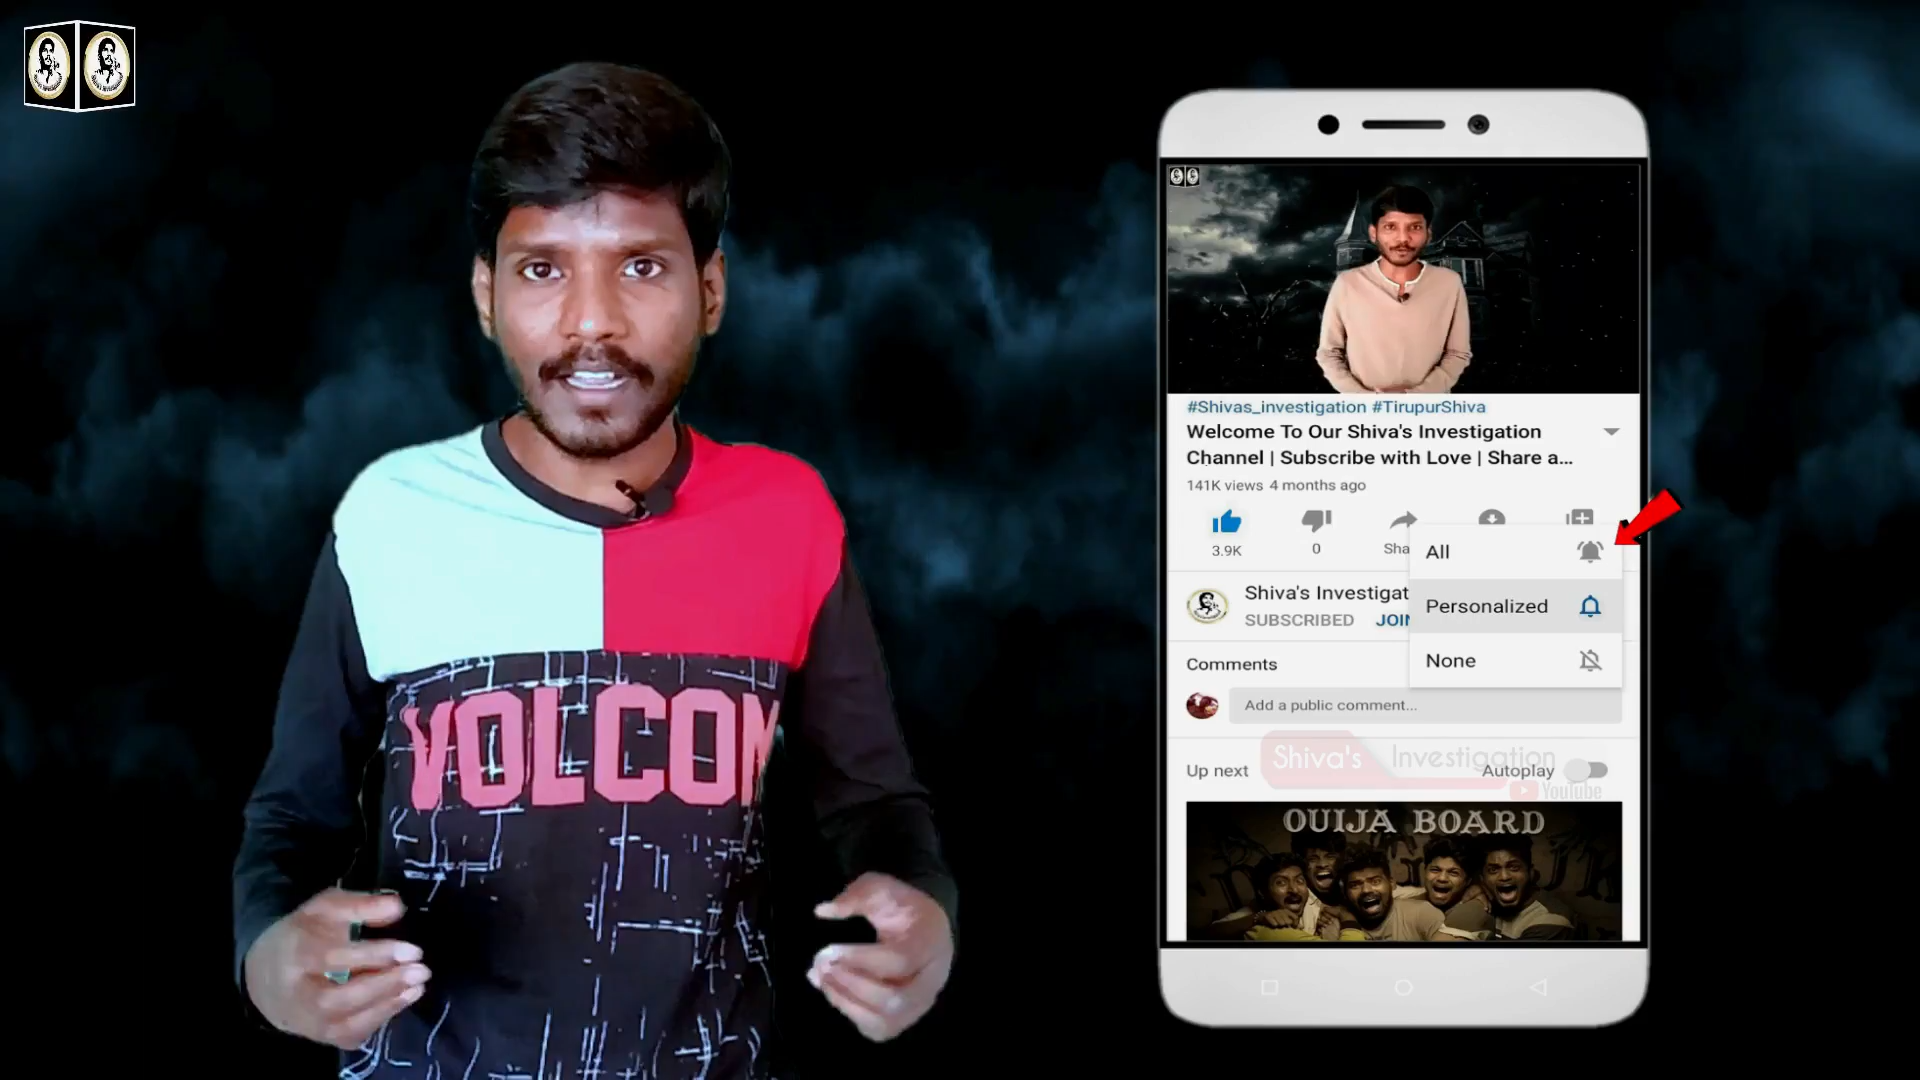 #Shivas_investigation #TirupurShiva
Welcome To Our Shiva's Investigation
Channel | Subscribe with Love | Share a...
141K views 4 months ago
3.9K
0
Sha
All
Shiva's Investigat
SUBSCRIBED JOIN
Personalized
None
Comments
Add a public comment...
Shiva's Investigation
Up next
Autoplay
YouTube
OUIJA BOARD
VOLCOM